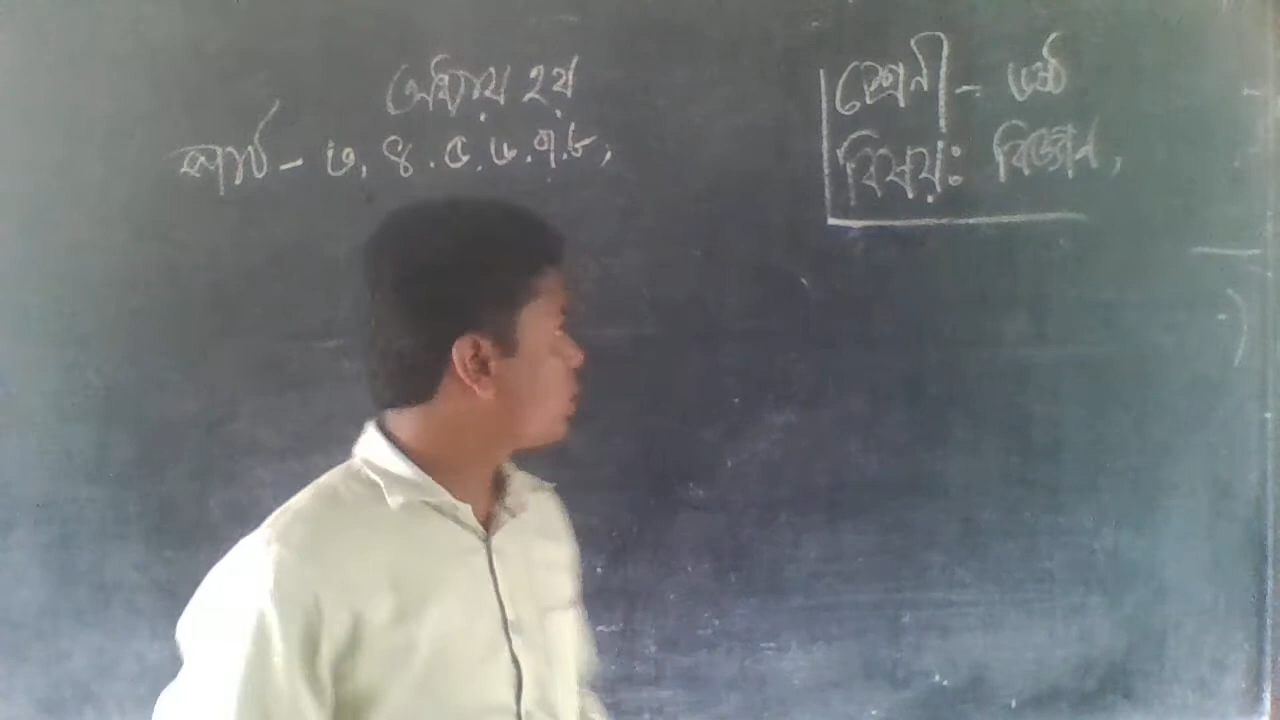 অধ্যায় ২য়
পাঠ - ৩, ৪. ৫. ৬. ৭. ৮,
শ্রেণী - ৬ষ্ঠ
বিষয়: বিজ্ঞান,